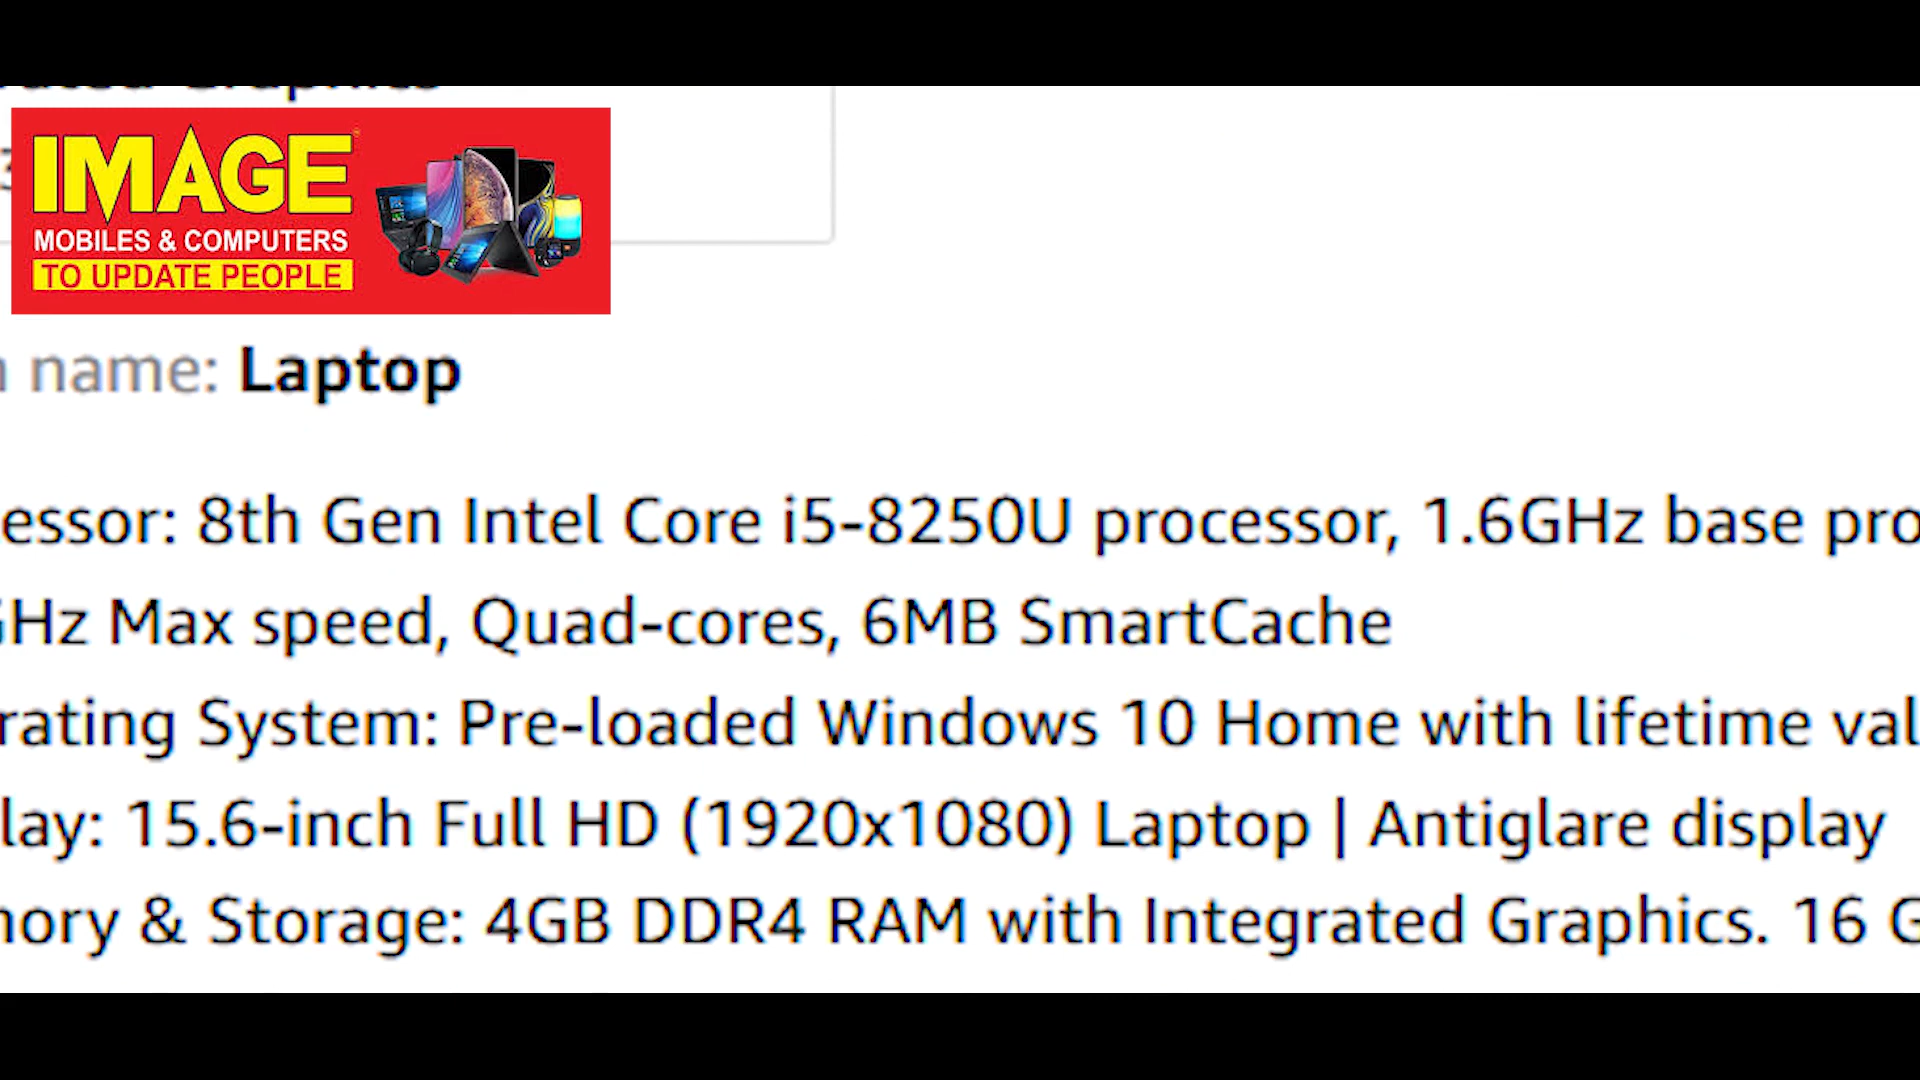 IMAGE
MOBILES & COMPUTERS
TO UPDATE PEOPLE
name: Laptop
essor: 8th Gen Intel Core i5-8250U processor, 1.6GHz base pro
GHz Max speed, Quad-cores, 6MB SmartCache
rating System: Pre-loaded Windows 10 Home with lifetime val
lay: 15.6-inch Full HD (1920x1080) Laptop | Antiglare display
nory & Storage: 4GB DDR4 RAM with Integrated Graphics. 16 G